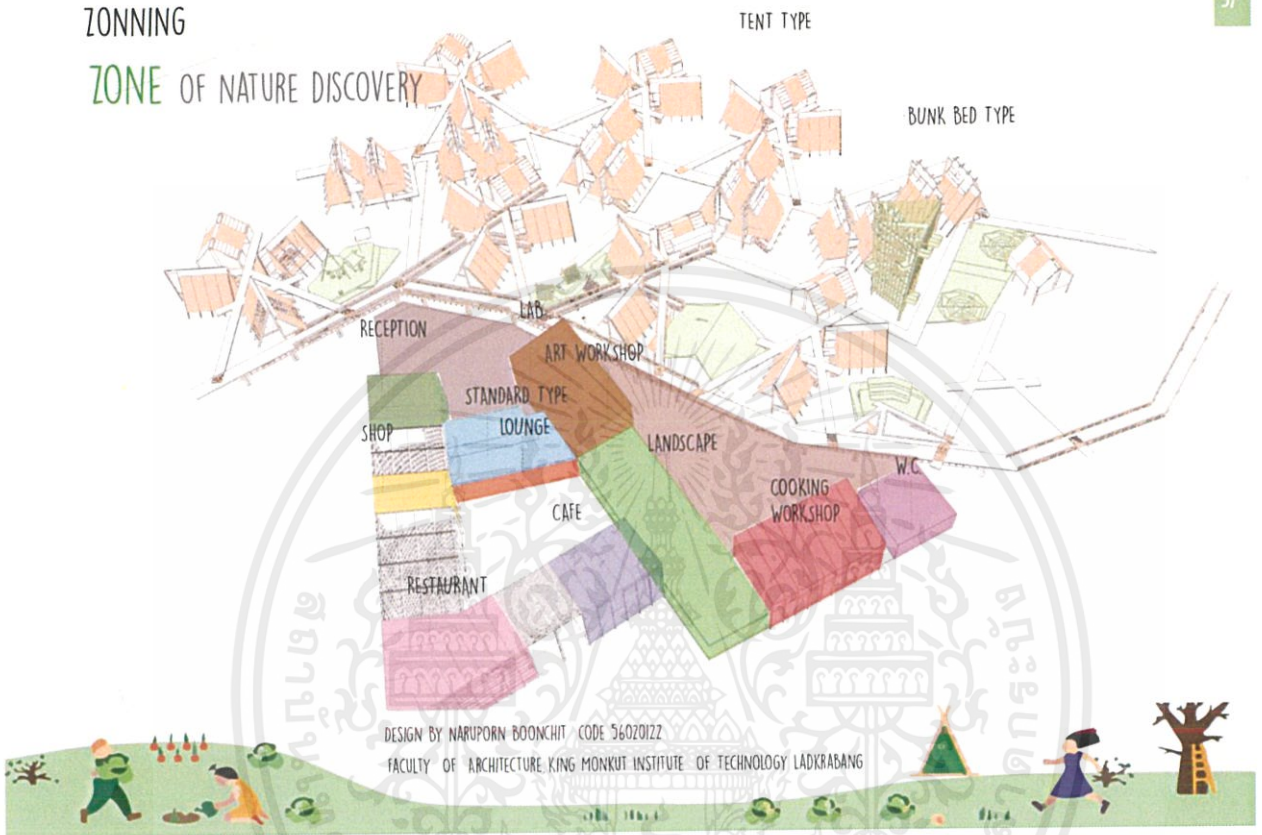 ZONNING
ZONE OF NATURE DISCOVERY
TENT TYPE
BUNK BED TYPE
LAB
RECEPTION
ART WORKSHOP
STANDARD TYPE
SHOP
LOUNGE
LANDSCAPE
W.C
COOKING
WORKSHOP
CAFE
RESTAURANT
DESIGN BY NARUPORN BOONCHIT CODE 56020122
FACULTY OF ARCHITECTURE, KING MONKUT INSTITUTE OF TECHNOLOGY LADKRABANG